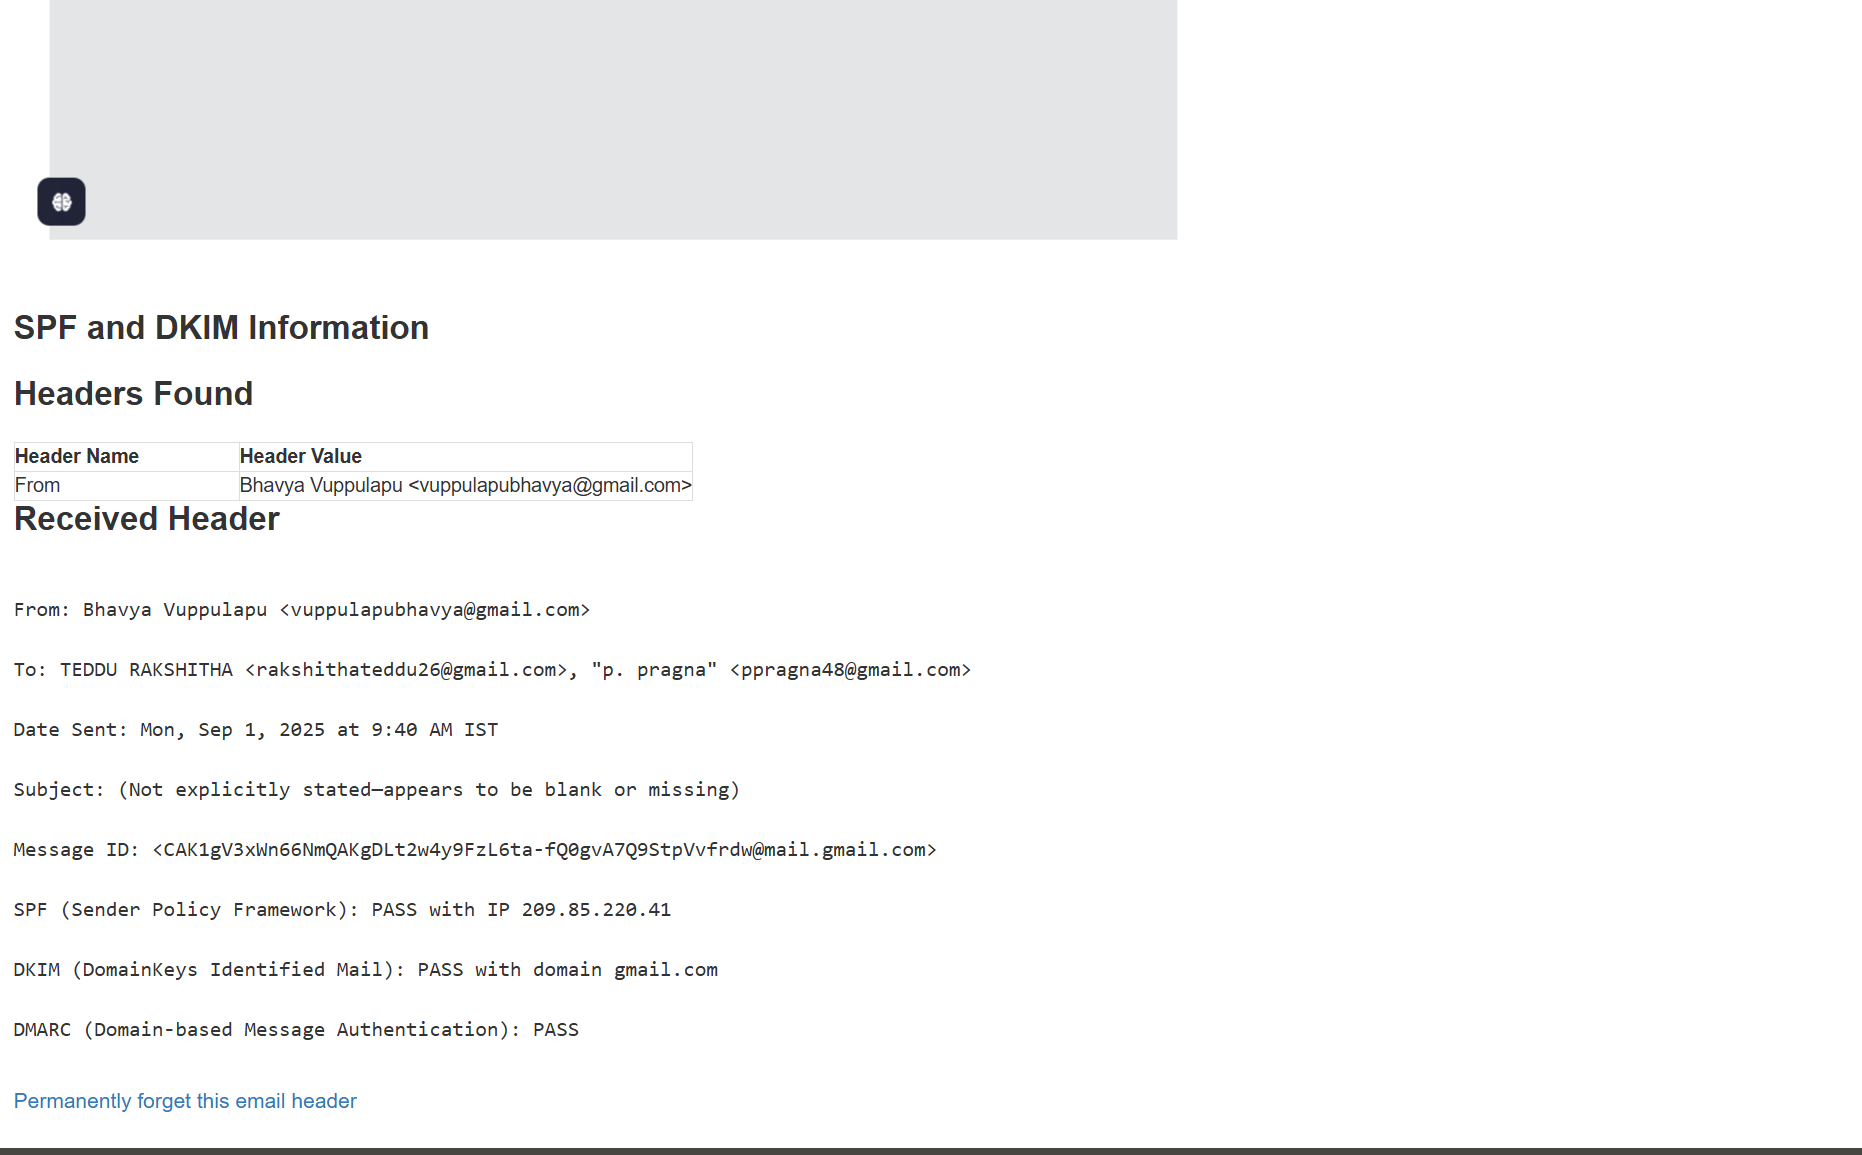 SPF and DKIM Information
Headers Found
Header Name Header Value
From Bhavya Vuppulapu <vuppulapubhavya@gmail.com>
Received Header
From: Bhavya Vuppulapu <vuppulapubhavya@gmail.com>
To: TEDDU RAKSHITHA <rakshithateddu26@gmail.com>, "p. pragna" <ppragna48@gmail.com>
Date Sent: Mon, Sep 1, 2025 at 9:40 AM IST
Subject: (Not explicitly stated—appears to be blank or missing)
Message ID: <CAK1gV3xWn66NmQAKgDLt2w4y9FzL6ta-fQ0gvA7Q9StpVvfrdw@mail.gmail.com>
SPF (Sender Policy Framework): PASS with IP 209.85.220.41
DKIM (DomainKeys Identified Mail): PASS with domain gmail.com
DMARC (Domain-based Message Authentication): PASS
Permanently forget this email header